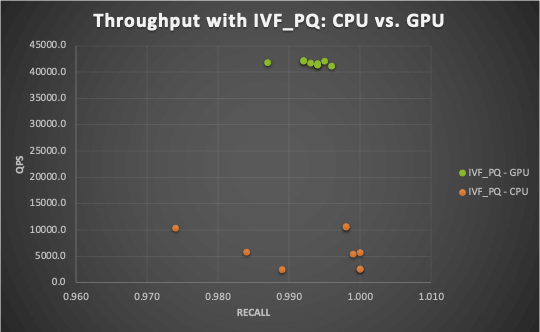 Throughput with IVF_PQ: CPU vs. GPU
45000.0
40000.0
35000.0
30000.0
25000.0
20000.0
15000.0
10000.0
5000.0
0.0
QPS
0.960 0.970 0.980 0.990 1.000 1.010
RECALL
IVF_PQ - GPU
IVF_PQ - CPU